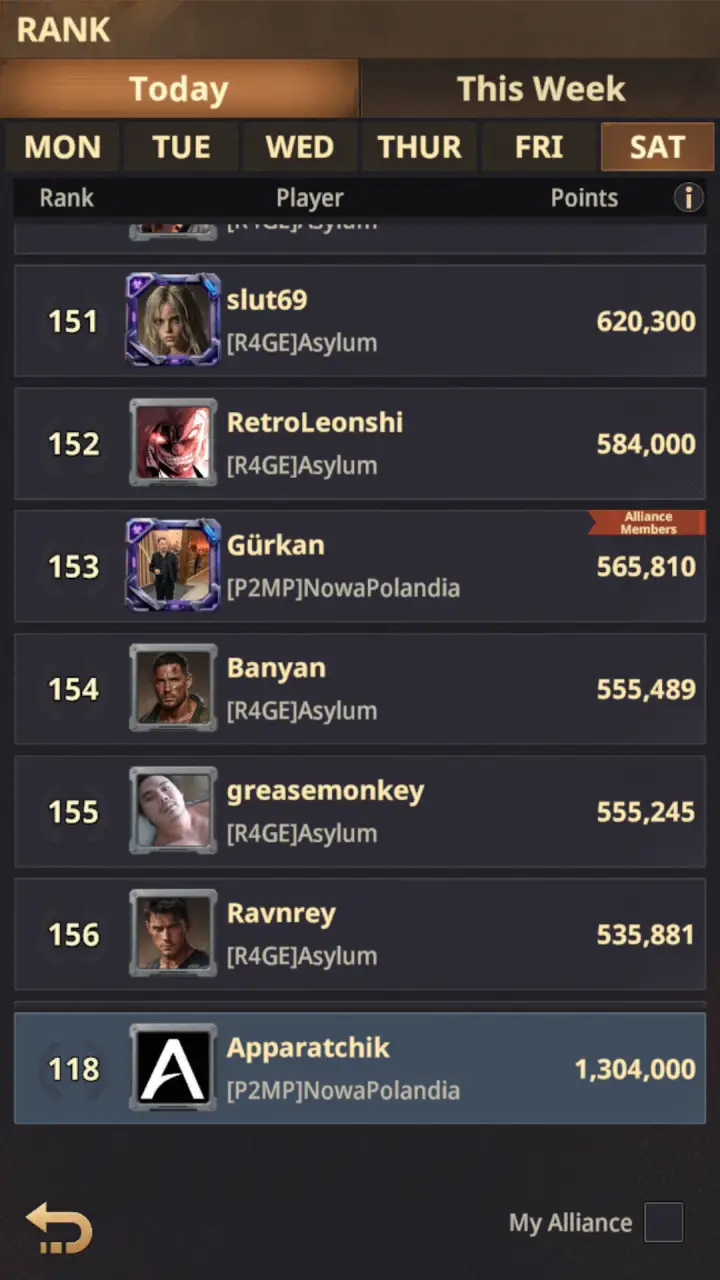 RANK
Today
This Week
MON TUE WED THUR FRI SAT
Rank Player Points i
[R4GE]Asylum
151 slut69 620,300
[R4GE]Asylum
152 RetroLeonshi 584,000
[R4GE]Asylum
Alliance
Members
153 Gürkan 565,810
[P2MP]NowaPolandia
154 Banyan 555,489
[R4GE]Asylum
155 greasemonkey 555,245
[R4GE]Asylum
156 Ravnrey 535,881
[R4GE]Asylum
118 Apparatchik 1,304,000
[P2MP]NowaPolandia
My Alliance